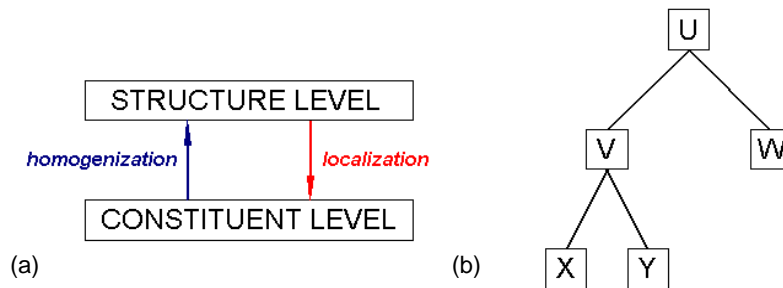 STRUCTURE LEVEL
homogenization localization
CONSTITUENT LEVEL
(a)
U
V W
X Y
(b)